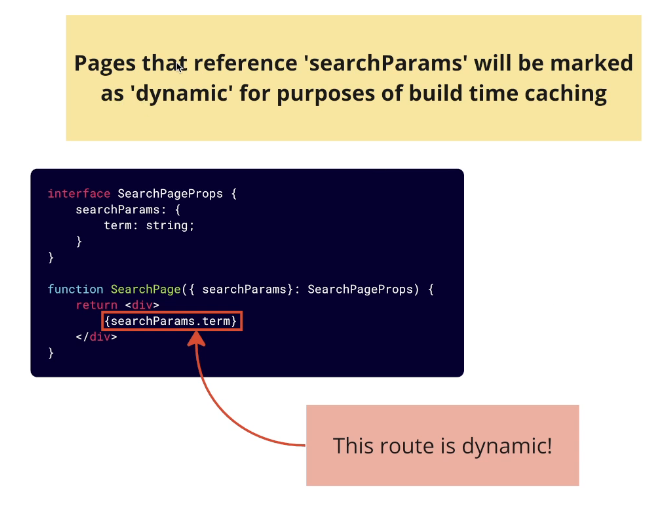 Pages that reference 'searchParams' will be marked
as 'dynamic' for purposes of build time caching
interface SearchPageProps {
    searchParams: {
        term: string;
    }
}
function SearchPage({ searchParams}: SearchPageProps) {
    return <div>
        {searchParams.term}
    </div>
}
This route is dynamic!